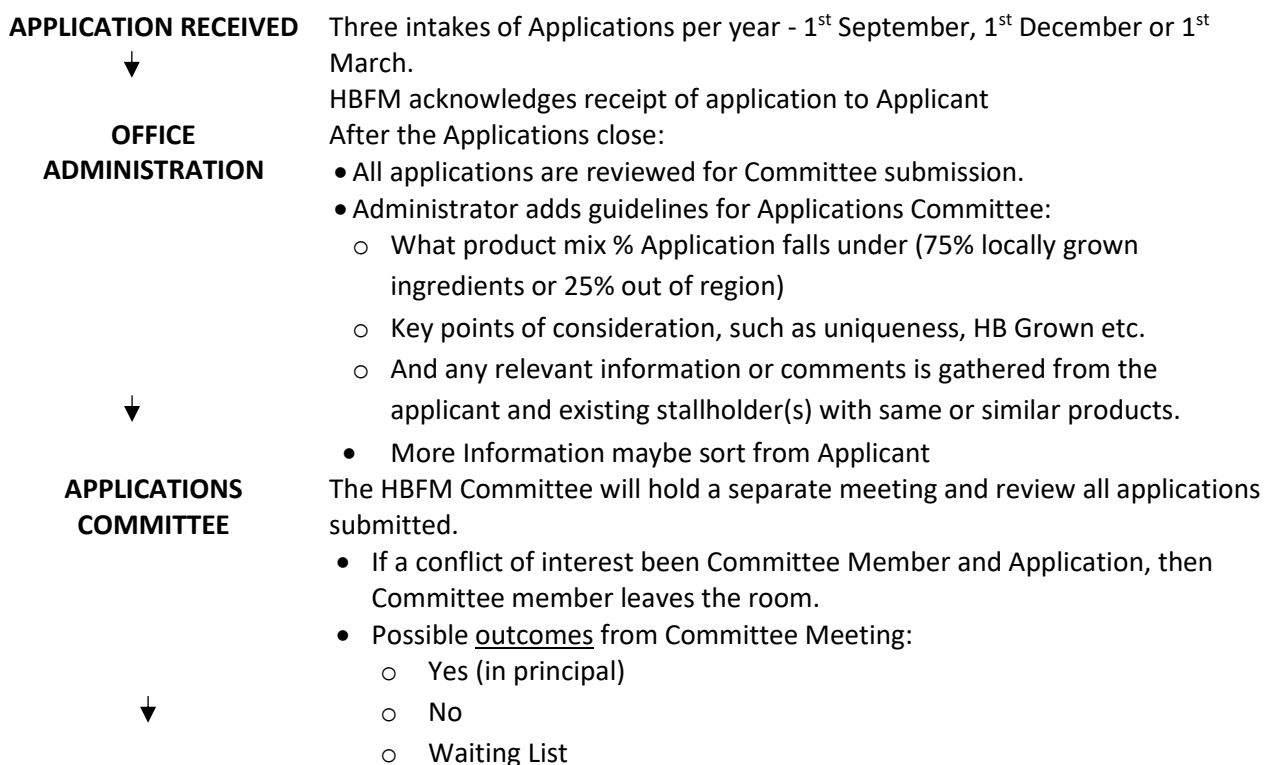 APPLICATION RECEIVED Three intakes of Applications per year - 1st September, 1st December or 1st
March.
HBFM acknowledges receipt of application to Applicant
OFFICE After the Applications close:
ADMINISTRATION • All applications are reviewed for Committee submission.
• Administrator adds guidelines for Applications Committee:
o What product mix % Application falls under (75% locally grown
ingredients or 25% out of region)
o Key points of consideration, such as uniqueness, HB Grown etc.
o And any relevant information or comments is gathered from the
applicant and existing stallholder(s) with same or similar products.
• More Information maybe sort from Applicant
APPLICATIONS The HBFM Committee will hold a separate meeting and review all applications
COMMITTEE submitted.
• If a conflict of interest been Committee Member and Application, then
Committee member leaves the room.
• Possible outcomes from Committee Meeting:
o Yes (in principal)
o No
o Waiting List